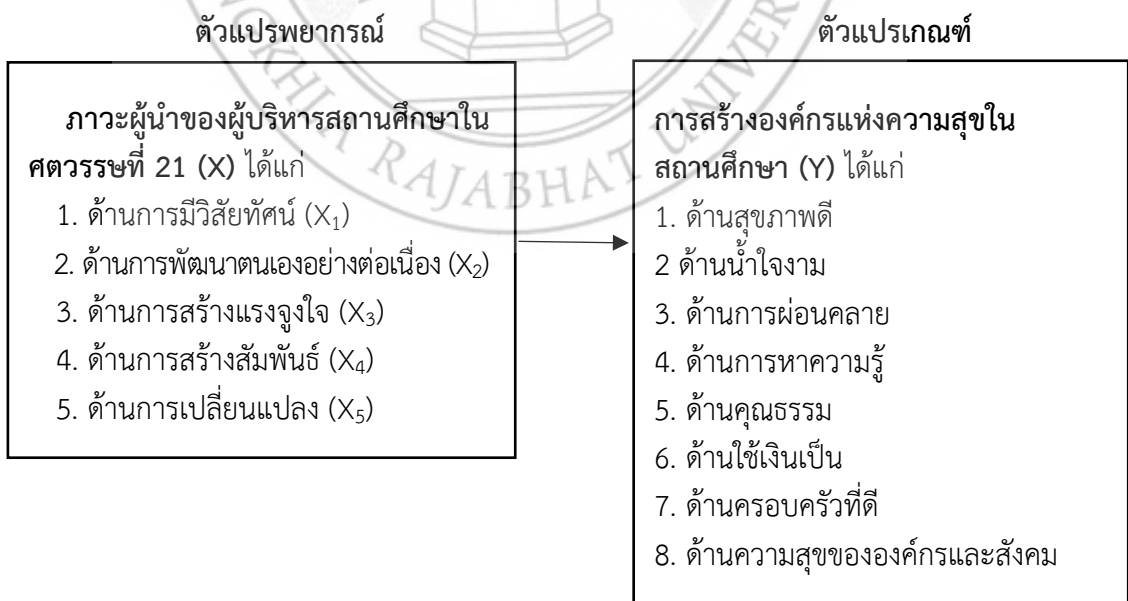 ตัวแปรพยากรณ์
ภาวะผู้นำของผู้บริหารสถานศึกษาใน
ศตวรรษที่ 21 (X) ได้แก่
1. ด้านการมีวิสัยทัศน์ (X₁)
2. ด้านการพัฒนาตนเองอย่างต่อเนื่อง (X₂)
3. ด้านการสร้างแรงจูงใจ (X₃)
4. ด้านการสร้างสัมพันธ์ (X₄)
5. ด้านการเปลี่ยนแปลง (X₅)
ตัวแปรเกณฑ์
การสร้างองค์กรแห่งความสุขใน
สถานศึกษา (Y) ได้แก่
1. ด้านสุขภาพดี
2 ด้านน้ำใจงาม
3. ด้านการผ่อนคลาย
4. ด้านการหาความรู้
5. ด้านคุณธรรม
6. ด้านใช้เงินเป็น
7. ด้านครอบครัวที่ดี
8. ด้านความสุขขององค์กรและสังคม
RAJABHAT